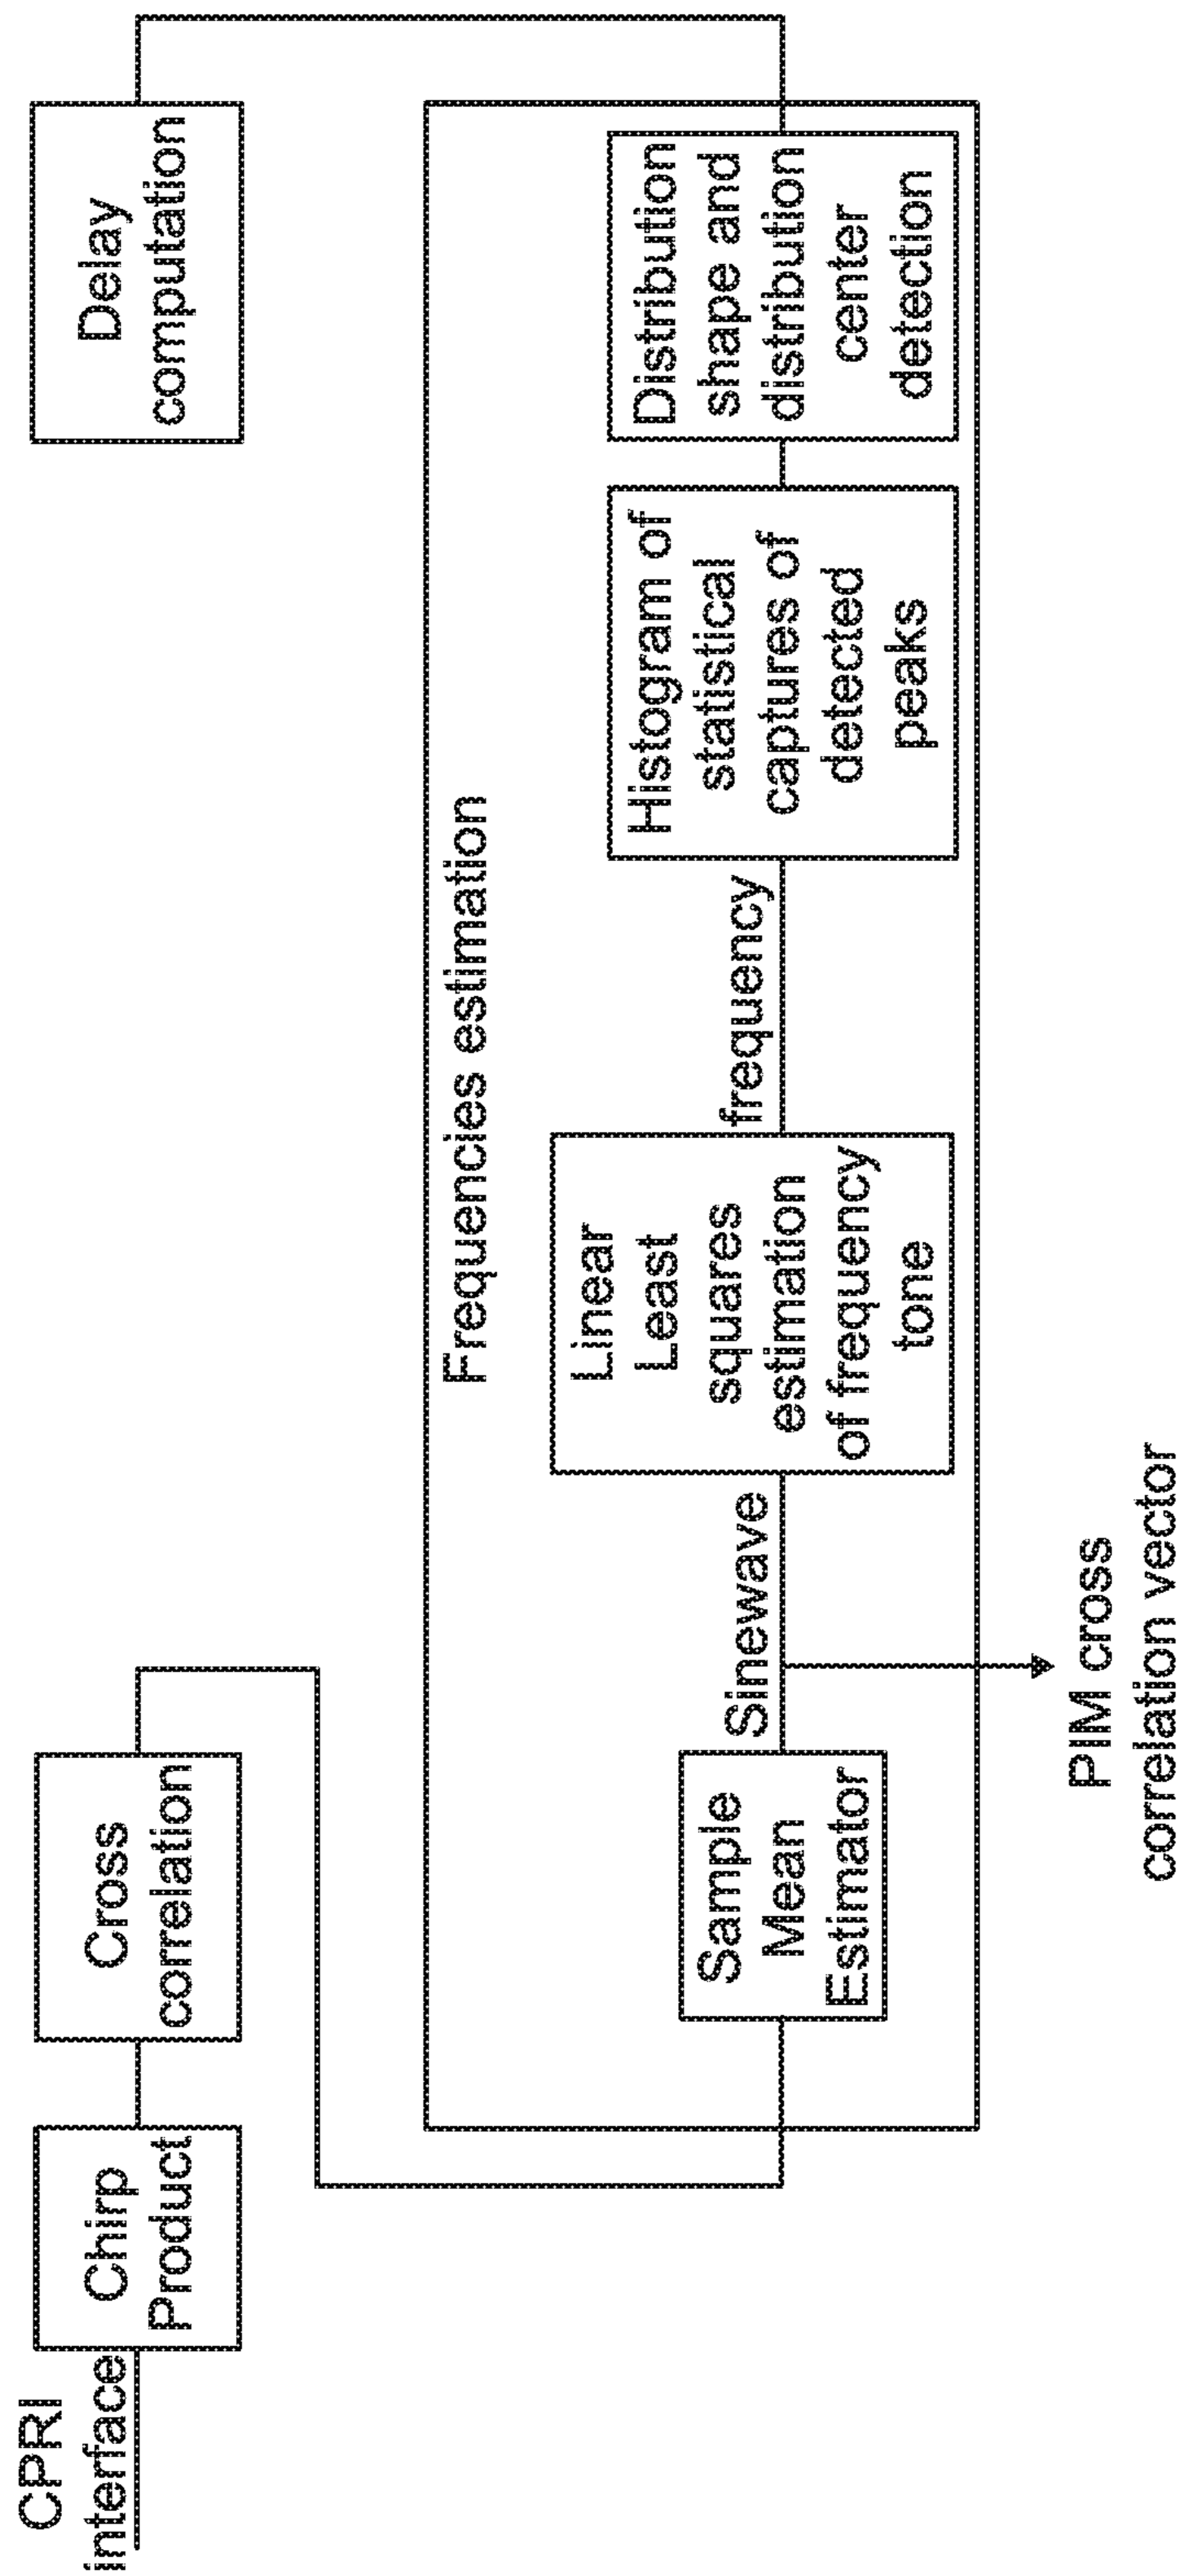 CPRI
interface
Chirp
Product
Cross
correlation
Delay
computation
Frequencies estimation
Sample
Mean
Estimator
Sinewave
Linear
Least
squares
estimation
of frequency
tone
frequency
Histogram of
statistical
captures of
detected
peaks
Distribution
shape and
distribution
center
detection
PIM cross
correlation vector